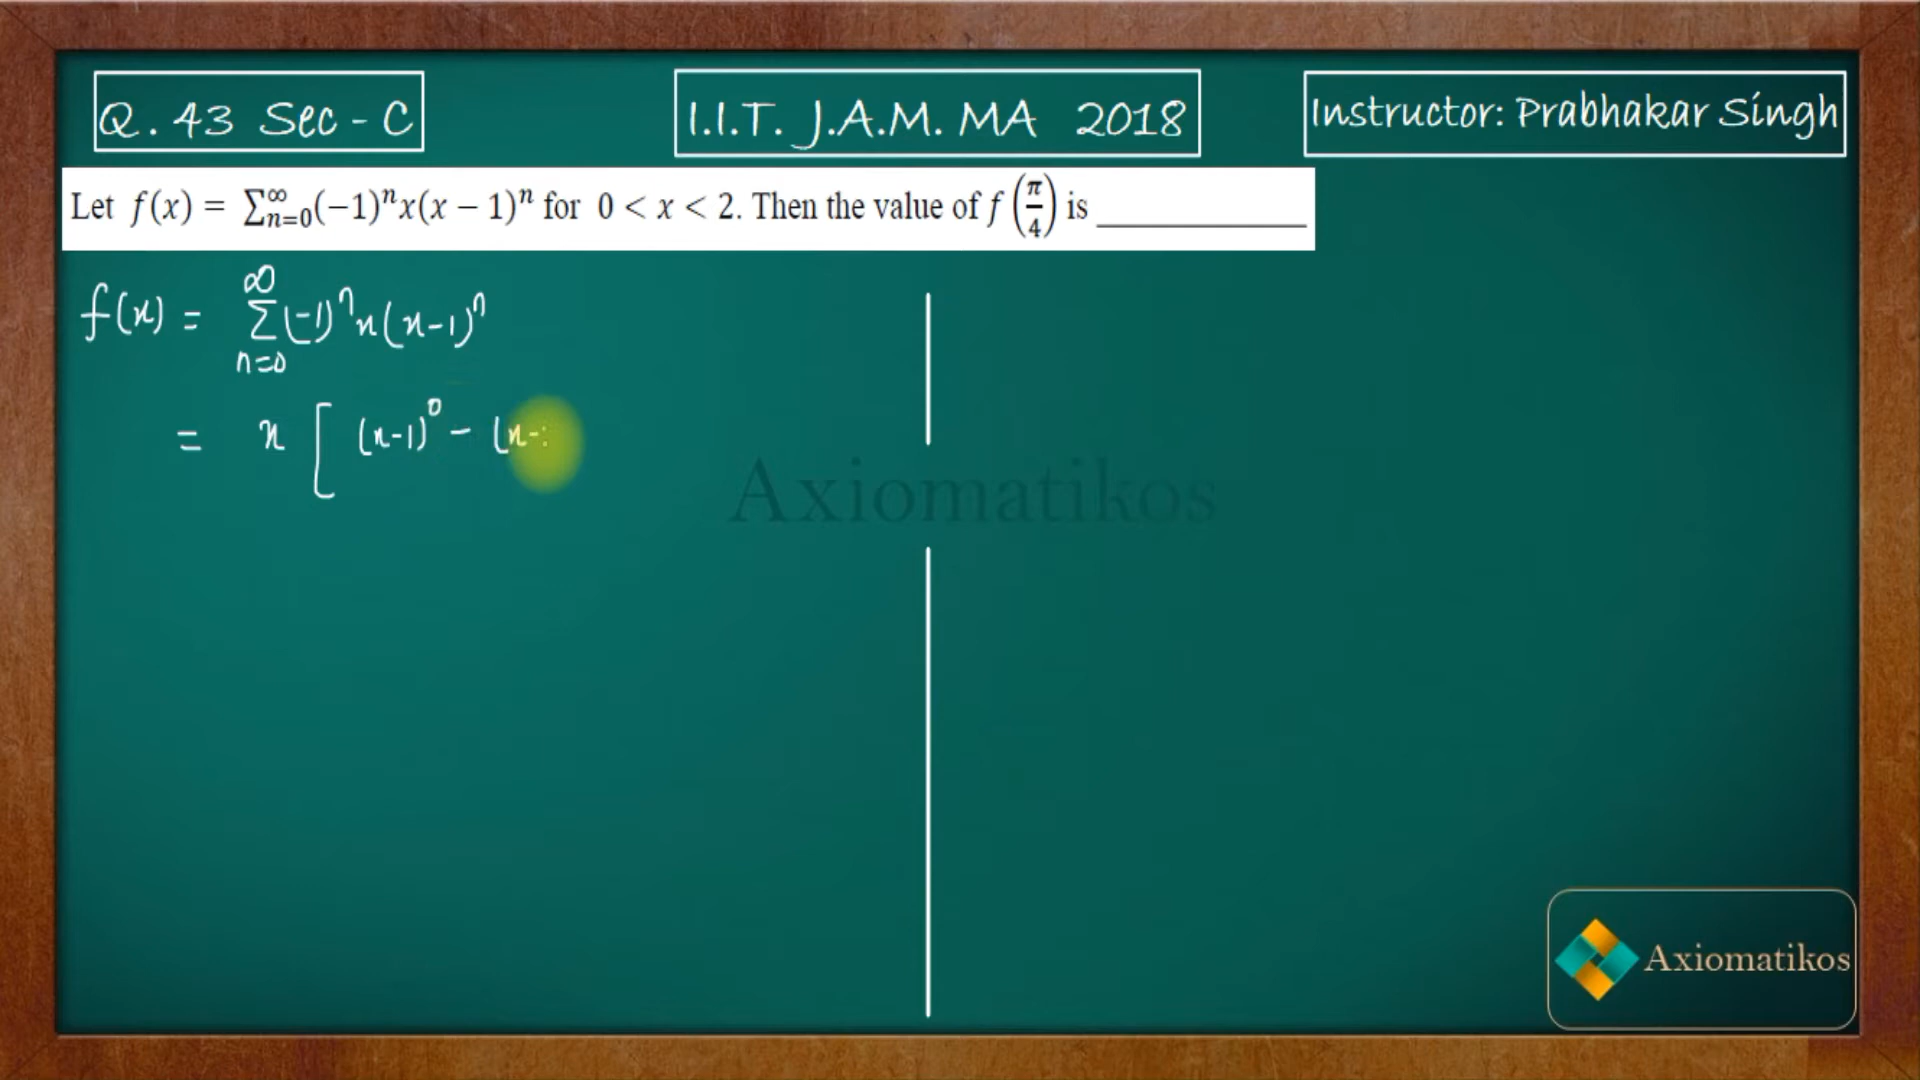 Q. 43 Sec - C
I.I.T. J.A.M. MA 2018
Instructor: Prabhakar Singh
Let f(x) = ∑_{n=0}^{∞}(−1)^n x(x − 1)^n for 0 < x < 2. Then the value of f(π/4) is ____________
f(x) = ∑_{n=0}^{∞} (-1)^n x(x-1)^n
= x [ (x-1)^0 - (x-
Axiomatikos
Axiomatikos